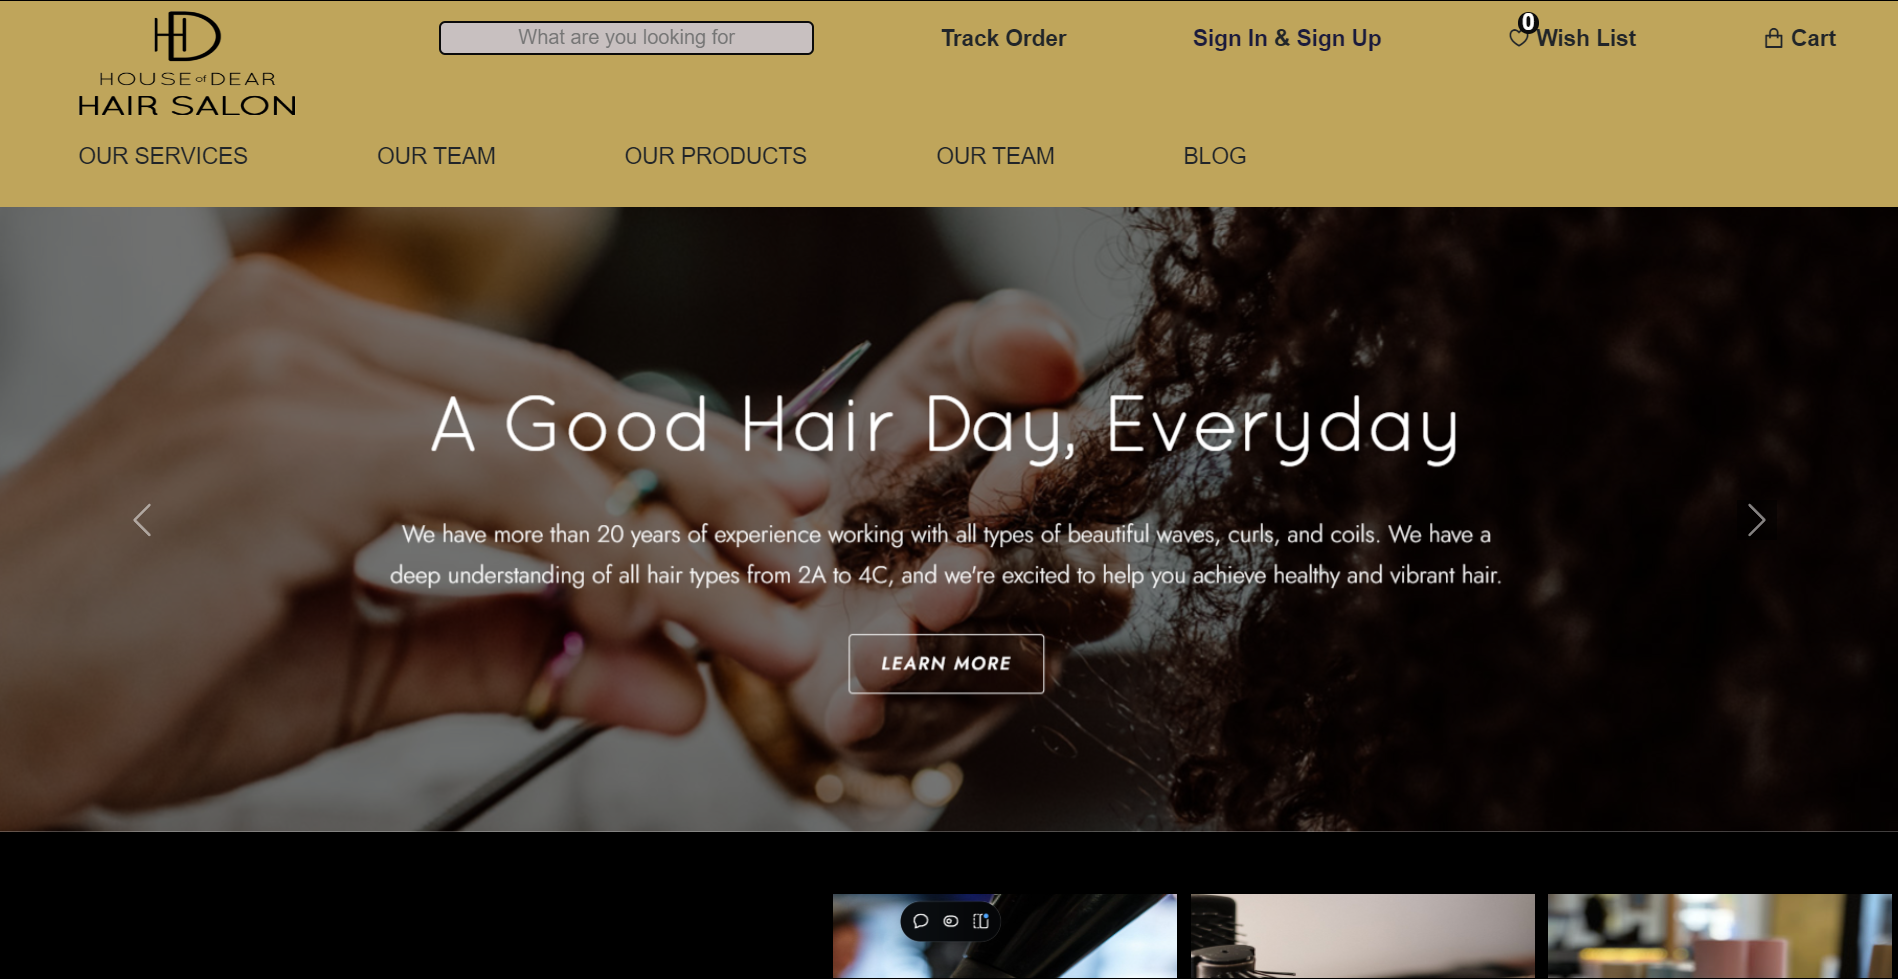 HD
HOUSE of DEAR
HAIR SALON
What are you looking for
Track Order
Sign In & Sign Up
0
Wish List
Cart
OUR SERVICES
OUR TEAM
OUR PRODUCTS
OUR TEAM
BLOG
A Good Hair Day, Everyday
We have more than 20 years of experience working with all types of beautiful waves, curls, and coils. We have a
deep understanding of all hair types from 2A to 4C, and we're excited to help you achieve healthy and vibrant hair.
LEARN MORE